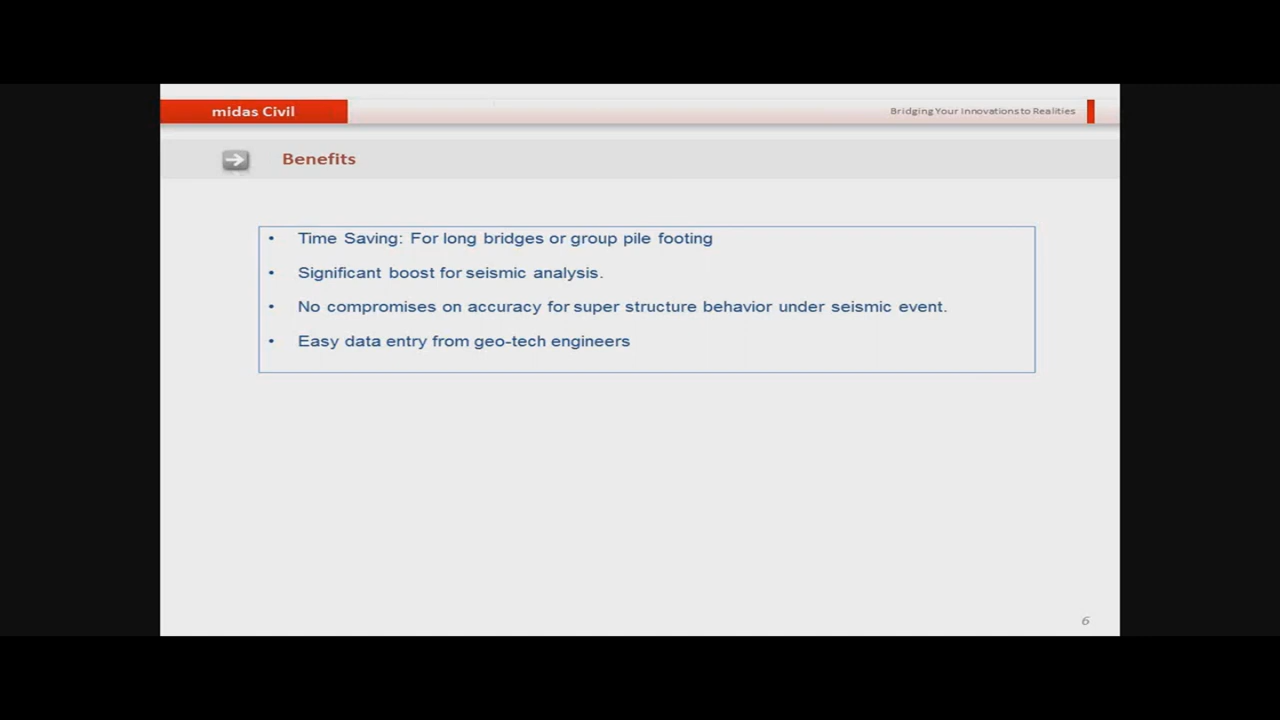 midas Civil
Bridging Your Innovations to Realities
Benefits
• Time Saving: For long bridges or group pile footing
• Significant boost for seismic analysis.
• No compromises on accuracy for super structure behavior under seismic event.
• Easy data entry from geo-tech engineers
6